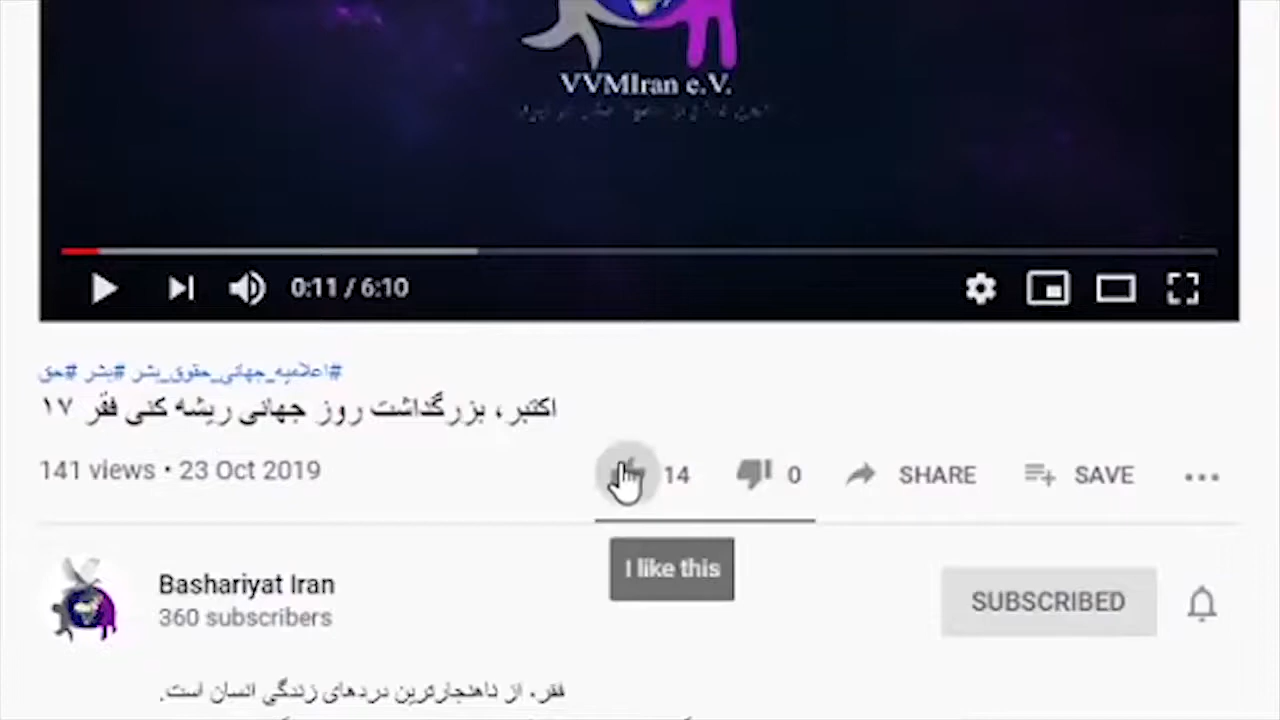 VVMIran e.V.
0:11 / 6:10
#اعلامیه_جهانی_حقوق_بشر #بشر #حق
۱۷ اکتبر، بزرگداشت روز جهانی ریشه کنی فقر
141 views • 23 Oct 2019
14 0 SHARE SAVE
I like this
Bashariyat Iran
360 subscribers
SUBSCRIBED
فقر، از ناهنجارترین دردهای زندگی انسان است.